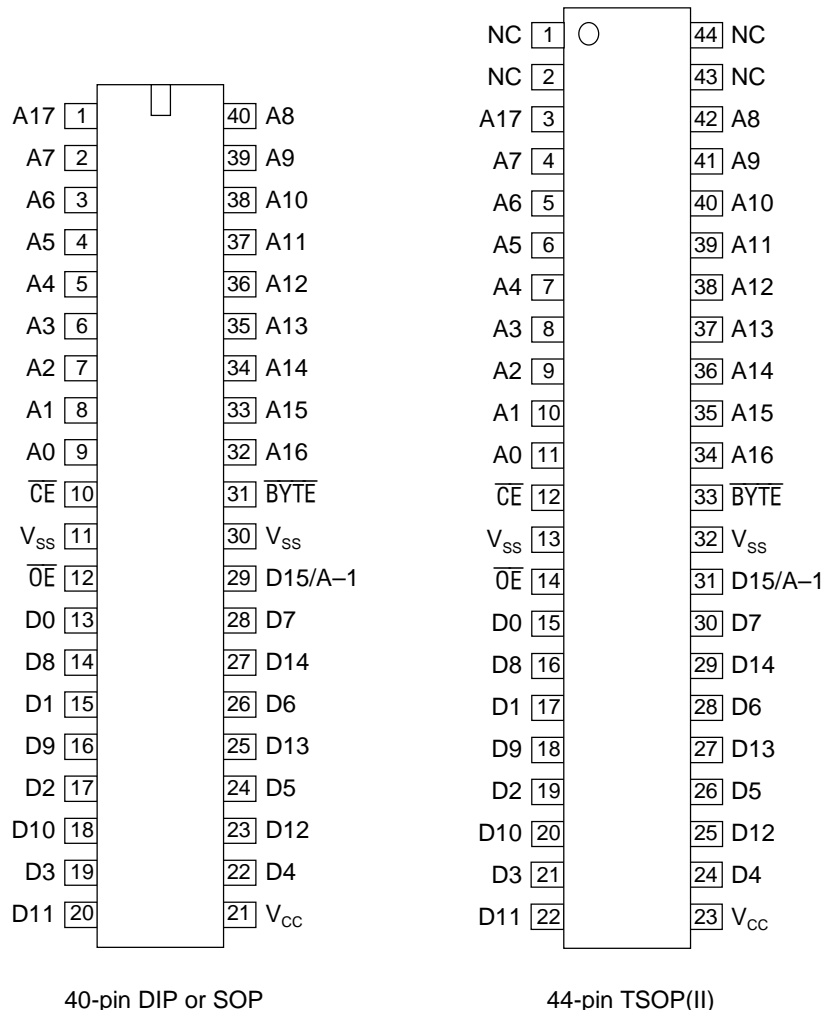 A17 1 40 A8
A7 2 39 A9
A6 3 38 A10
A5 4 37 A11
A4 5 36 A12
A3 6 35 A13
A2 7 34 A14
A1 8 33 A15
A0 9 32 A16
C̅E̅ 10 31 B̅Y̅T̅E̅
VSS 11 30 VSS
O̅E̅ 12 29 D15/A–1
D0 13 28 D7
D8 14 27 D14
D1 15 26 D6
D9 16 25 D13
D2 17 24 D5
D10 18 23 D12
D3 19 22 D4
D11 20 21 VCC
40-pin DIP or SOP
NC 1 44 NC
NC 2 43 NC
A17 3 42 A8
A7 4 41 A9
A6 5 40 A10
A5 6 39 A11
A4 7 38 A12
A3 8 37 A13
A2 9 36 A14
A1 10 35 A15
A0 11 34 A16
C̅E̅ 12 33 B̅Y̅T̅E̅
VSS 13 32 VSS
O̅E̅ 14 31 D15/A–1
D0 15 30 D7
D8 16 29 D14
D1 17 28 D6
D9 18 27 D13
D2 19 26 D5
D10 20 25 D12
D3 21 24 D4
D11 22 23 VCC
44-pin TSOP(II)